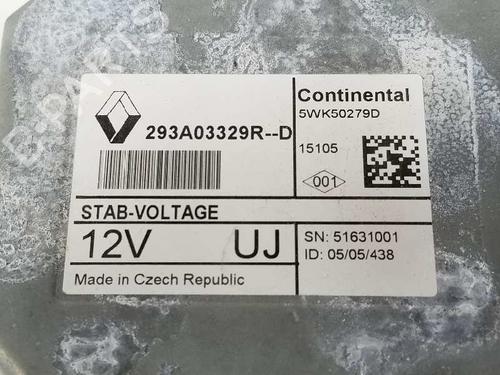 293A03329R--D
Continental
5WK50279D
15105
001
STAB-VOLTAGE
12V UJ
SN: 51631001
ID: 05/05/438
Made in Czech Republic
B-PARTS